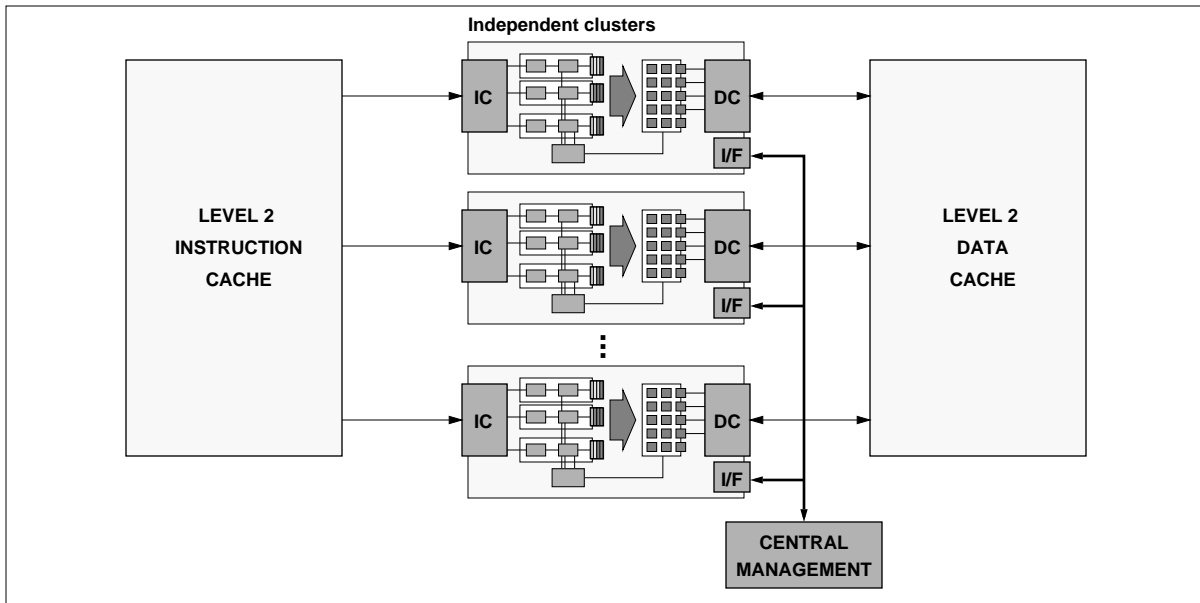 Independent clusters
LEVEL 2
INSTRUCTION
CACHE
IC
DC
I/F
IC
DC
I/F
IC
DC
I/F
LEVEL 2
DATA
CACHE
CENTRAL
MANAGEMENT